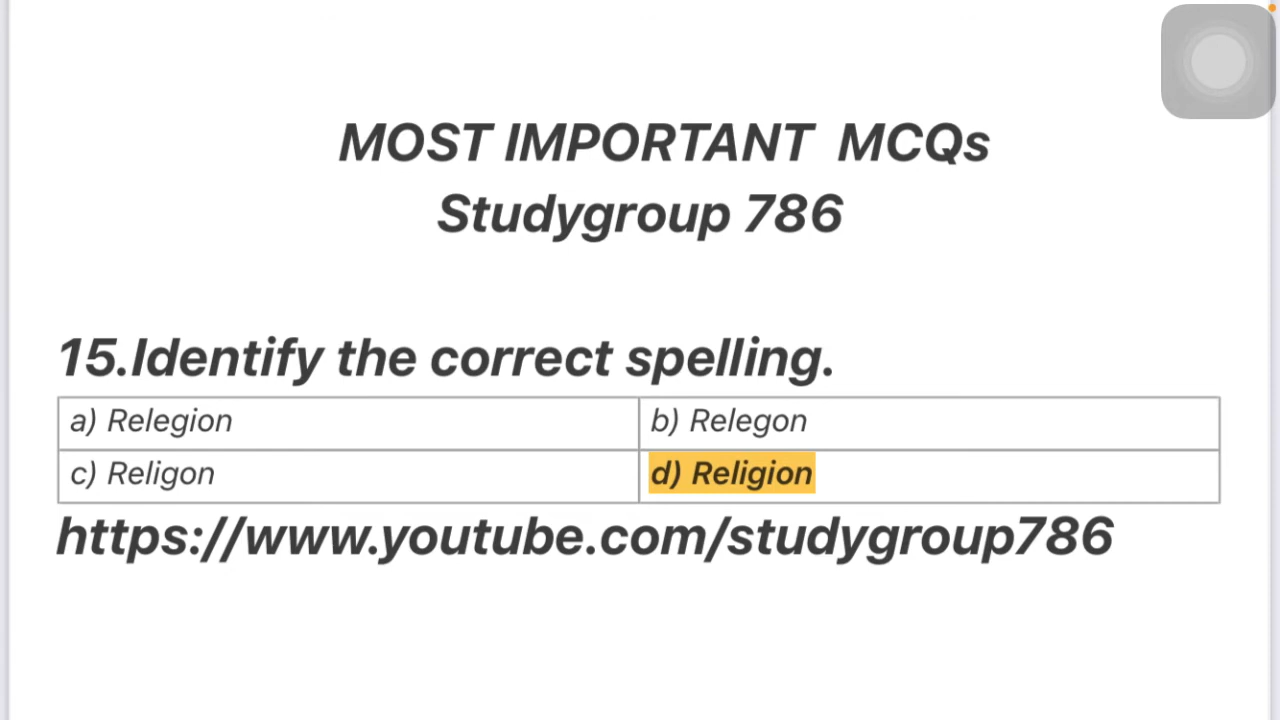 MOST IMPORTANT MCQs
Studygroup 786
15.Identify the correct spelling.
a) Relegion
b) Relegon
c) Religon
d) Religion
https://www.youtube.com/studygroup786